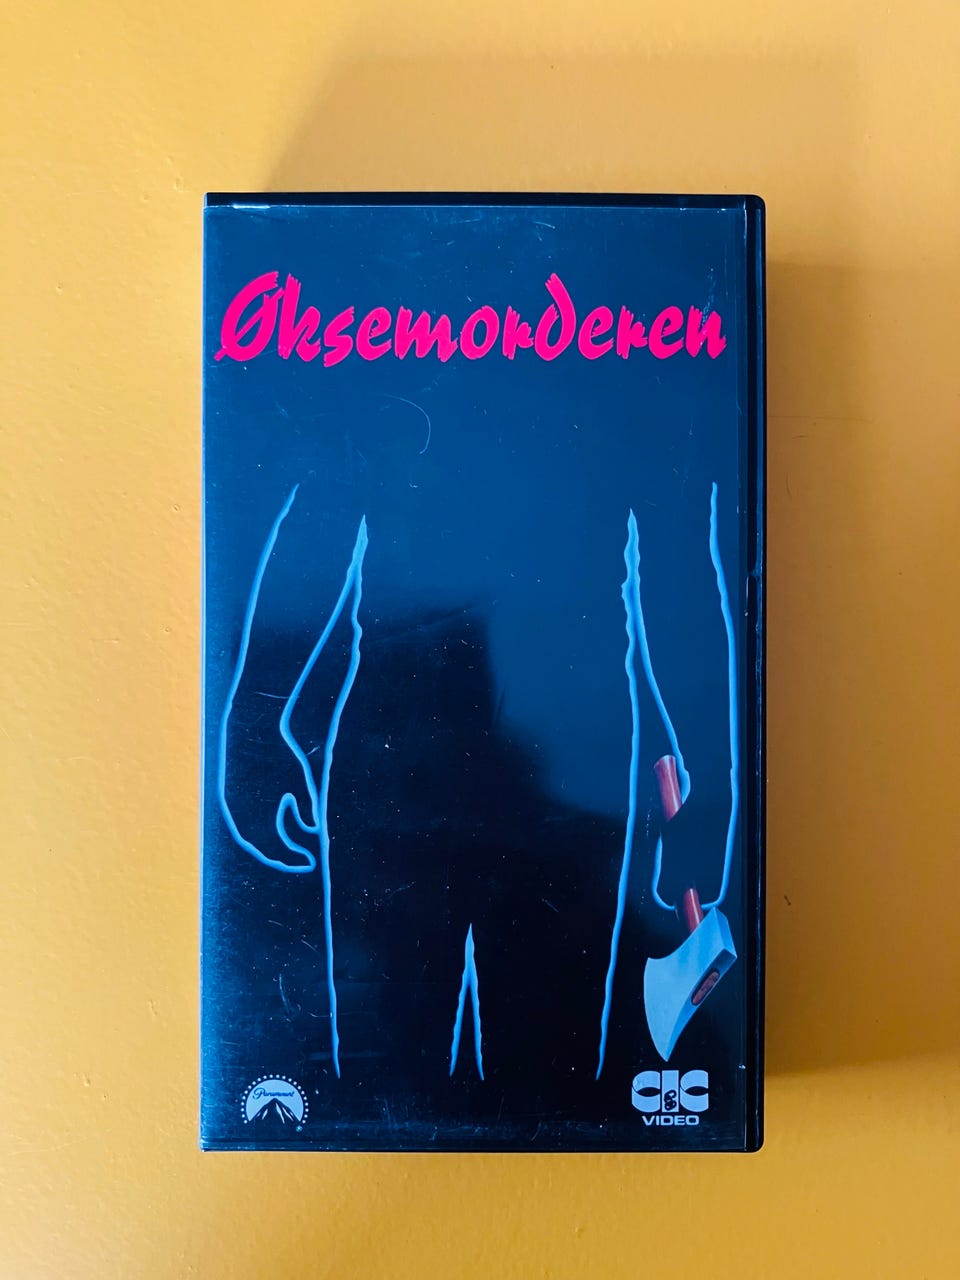 Øksemorderen
Paramount
CIC
VIDEO